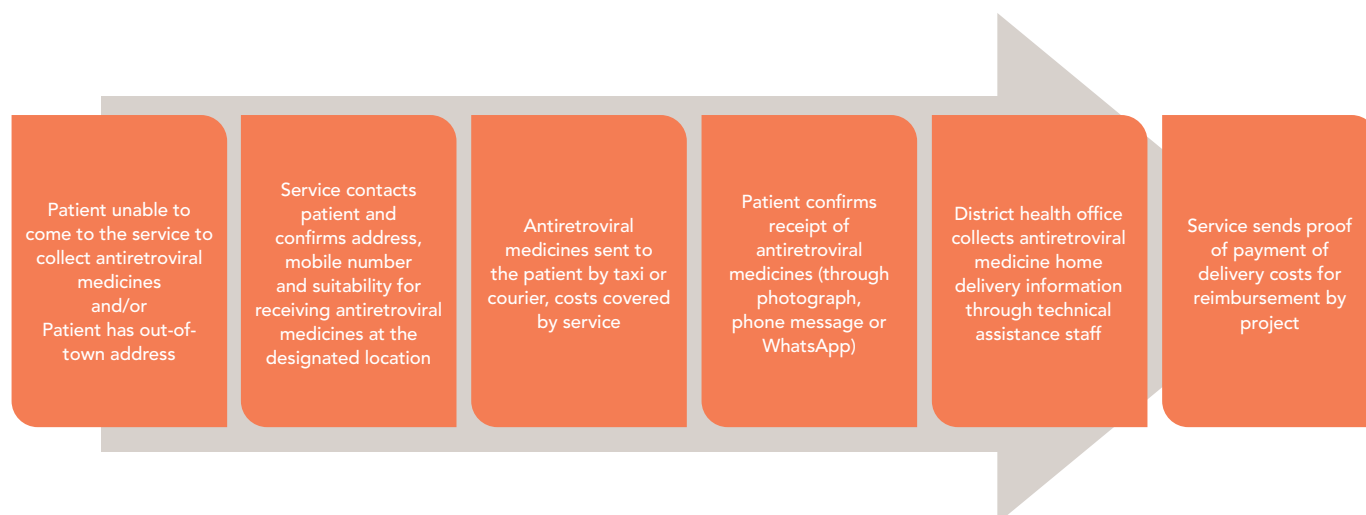 Patient unable to
come to the service to
collect antiretroviral
medicines
and/or
Patient has out-of-
town address
Service contacts
patient and
confirms address,
mobile number
and suitability for
receiving antiretroviral
medicines at the
designated location
Antiretroviral
medicines sent to
the patient by taxi or
courier, costs covered
by service
Patient confirms
receipt of
antiretroviral
medicines (through
photograph,
phone message or
WhatsApp)
District health office
collects antiretroviral
medicine home
delivery information
through technical
assistance staff
Service sends proof
of payment of
delivery costs for
reimbursement by
project